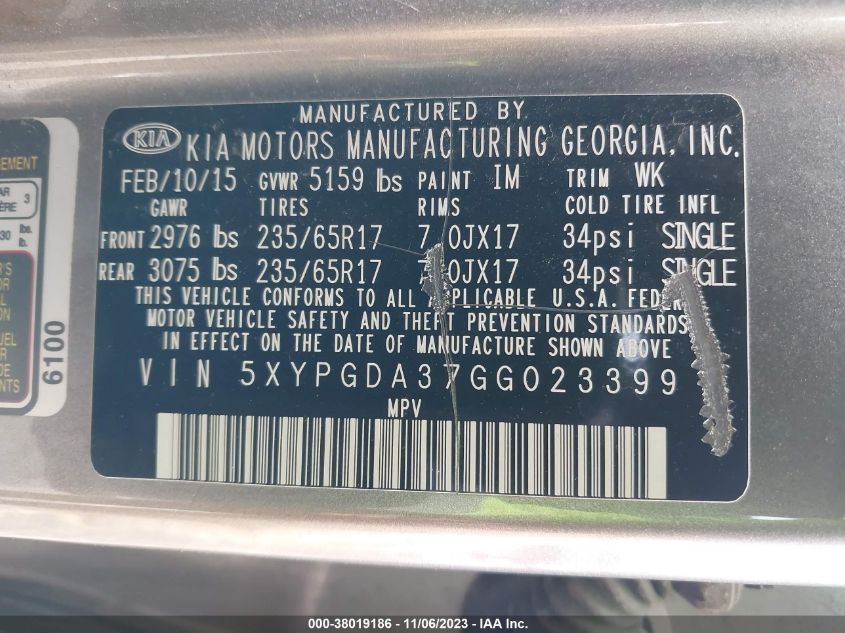 MANUFACTURED BY
KIA KIA MOTORS MANUFACTURING GEORGIA, INC.
FEB/10/15 GVWR 5159 lbs PAINT IM TRIM WK
GAWR TIRES RIMS COLD TIRE INFL
FRONT 2976 lbs 235/65R17 7.0JX17 34psi SINGLE
REAR 3075 lbs 235/65R17 7.0JX17 34psi SINGLE
THIS VEHICLE CONFORMS TO ALL APPLICABLE U.S.A. FEDERAL
MOTOR VEHICLE SAFETY AND THEFT PREVENTION STANDARDS
IN EFFECT ON THE DATE OF MANUFACTURE SHOWN ABOVE
VIN 5XYPGDA37GG023399
MPV
3
lbs.
6100
000-38019186 - 11/06/2023 - IAA Inc.